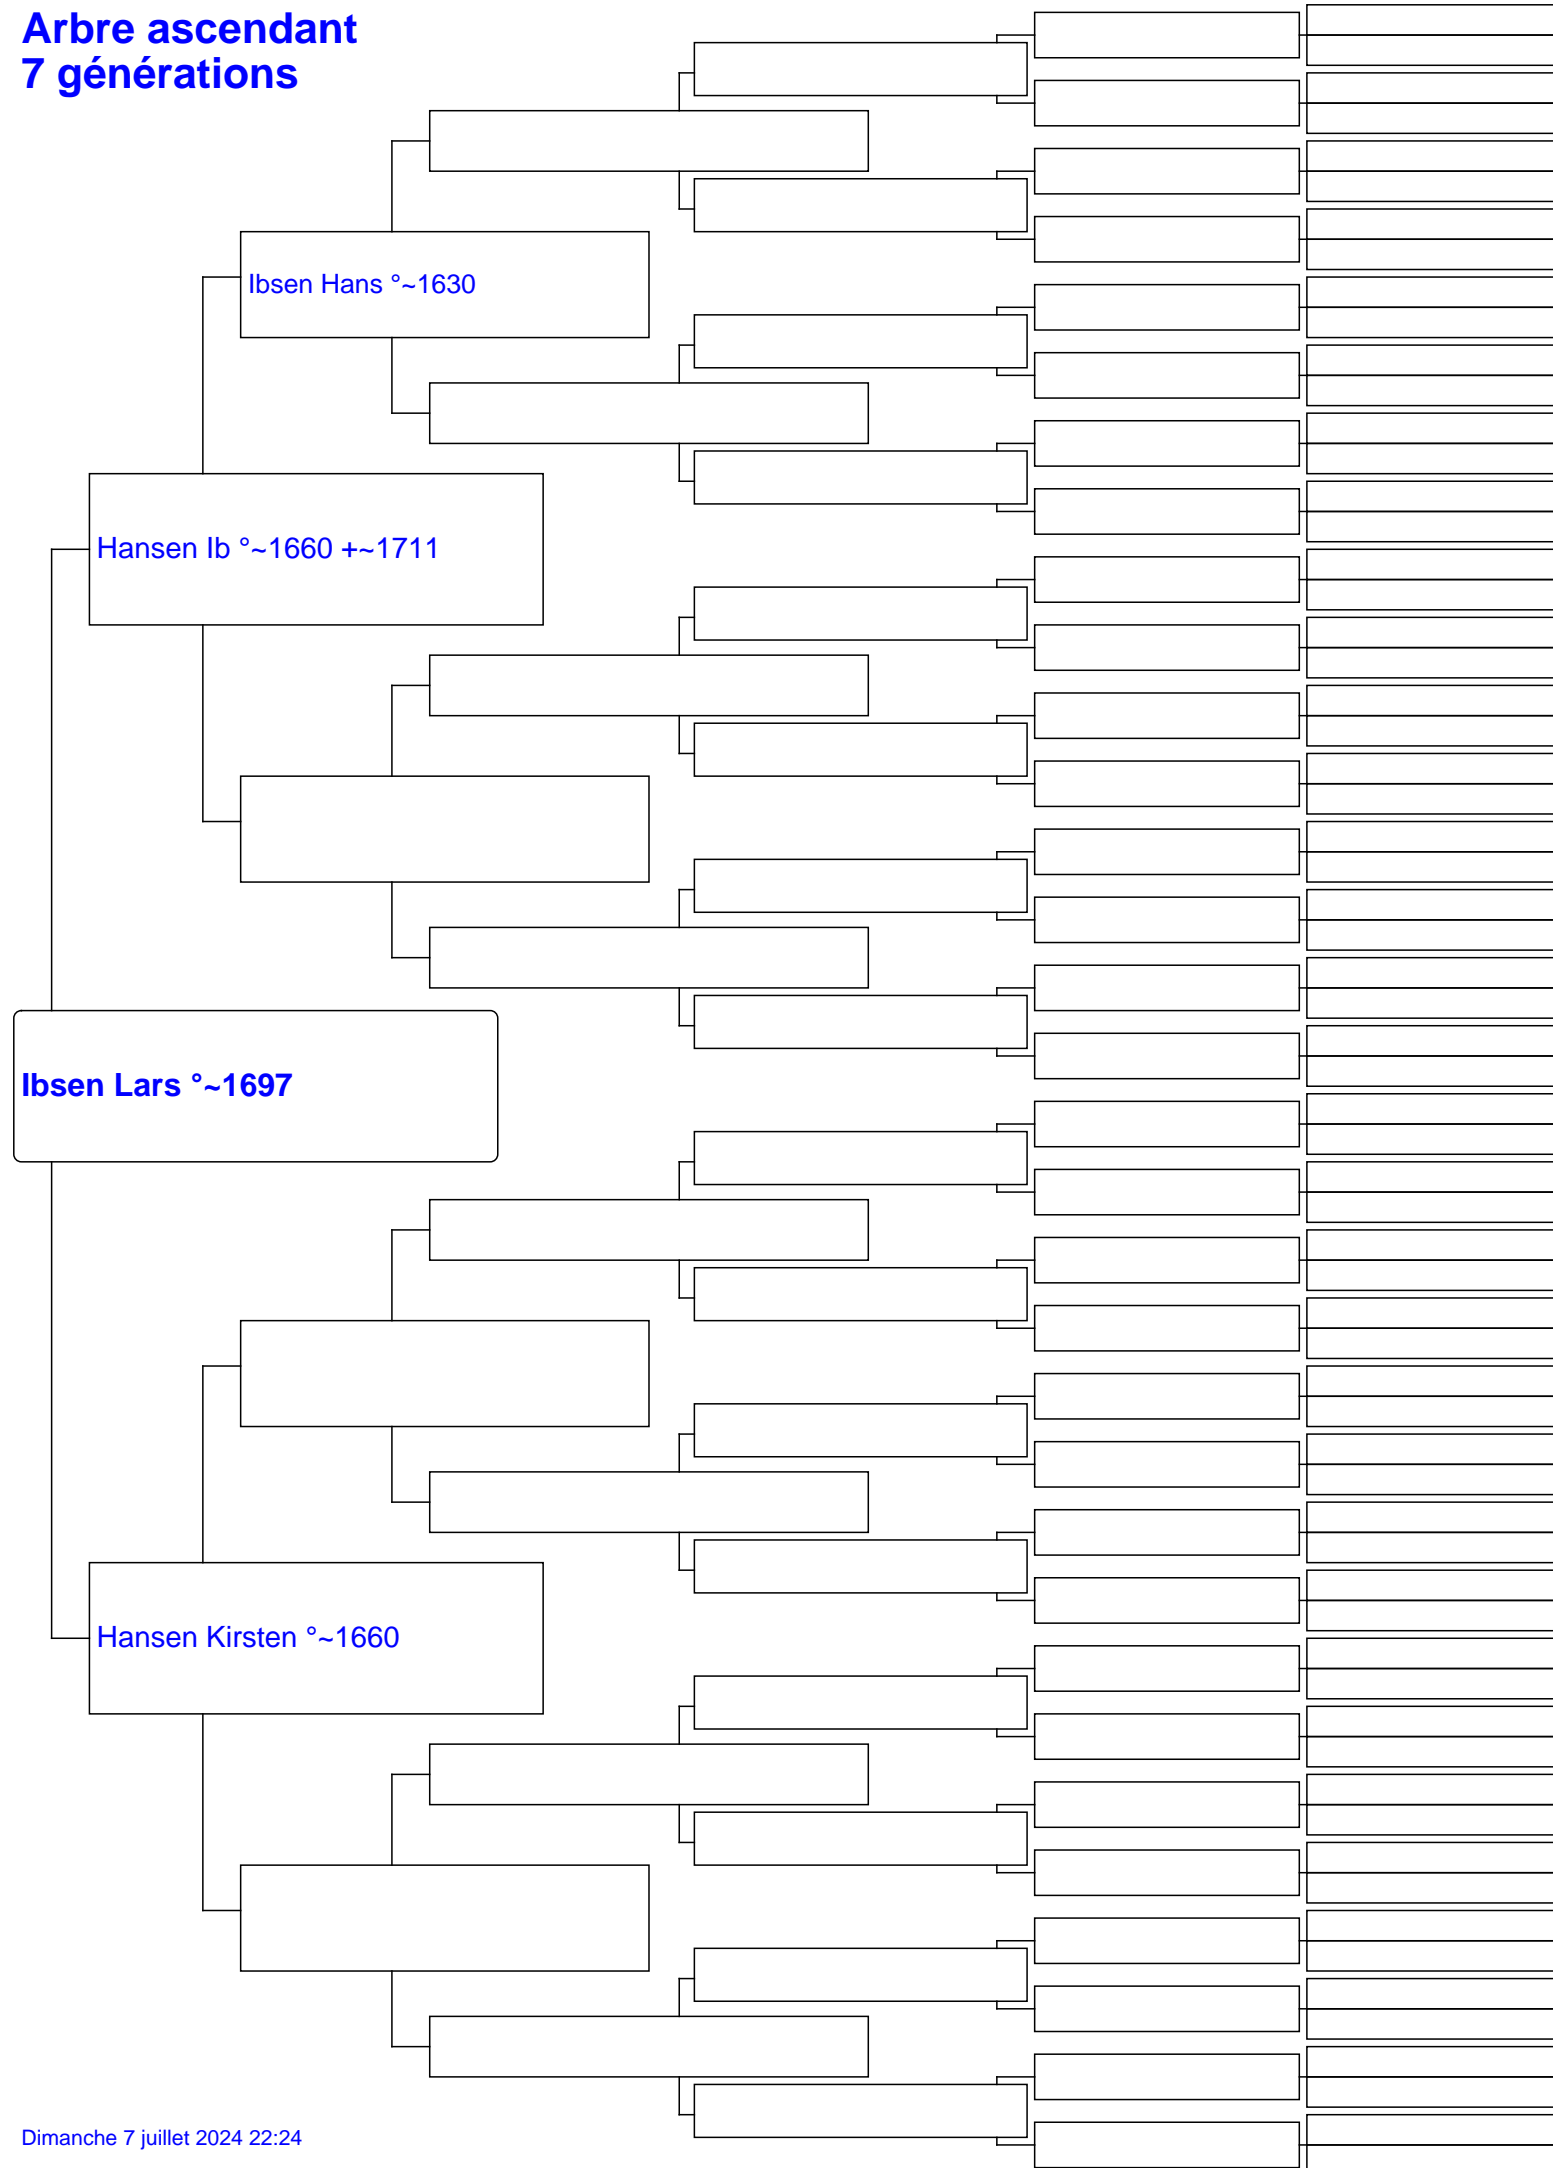 Arbre ascendant
7 générations
Ibsen Hans °~1630
Hansen Ib °~1660 +~1711
Ibsen Lars °~1697
Hansen Kirsten °~1660
Dimanche 7 juillet 2024 22:24